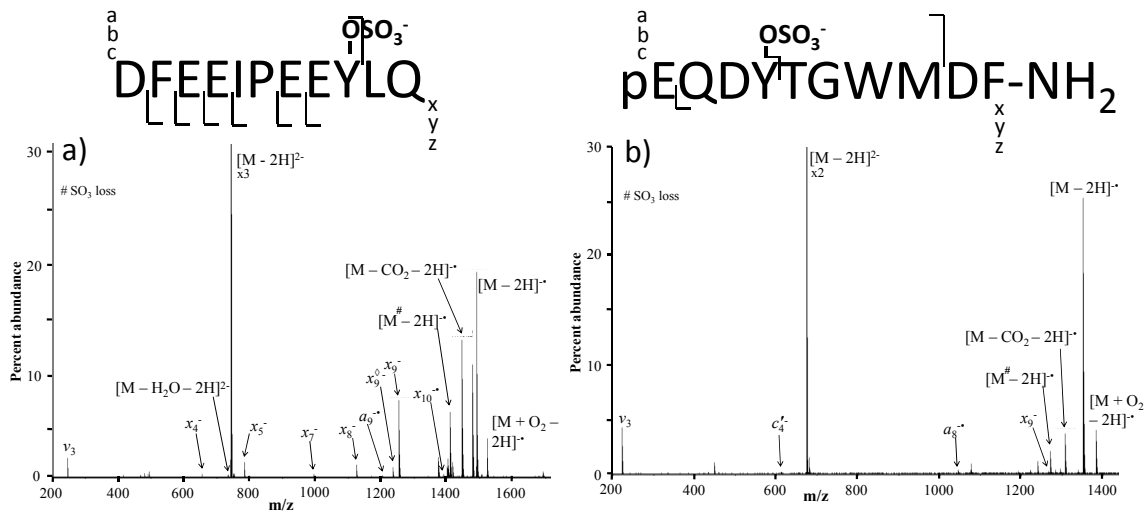 a
b
c
OSO₃⁻
DFEEIPEEYLQ
x
y
z
a)
# SO₃ loss
Percent abundance
30
20
10
0
[M - 2H]²⁻
x3
[M – CO₂ – 2H]⁻•
[M – 2H]⁻•
[M# – 2H]⁻•
x₉◊⁻
x₉⁻
[M – H₂O – 2H]²⁻
x₁₀⁻•
a₉⁻•
x₈⁻
[M + O₂ –
2H]⁻•
x₄⁻
x₅⁻
x₇⁻
v₃
200 400 600 800 1000 1200 1400 1600
m/z
a
b
c
OSO₃⁻
pEQDYTGWMDF-NH₂
x
y
z
b)
# SO₃ loss
Percent abundance
30
20
10
0
[M – 2H]²⁻
x2
[M – 2H]⁻•
[M – CO₂ – 2H]⁻•
[M# – 2H]⁻•
[M + O₂ –
2H]⁻•
v₃
c′₄⁻
a₈⁻•
x₉⁻
200 400 600 800 1000 1200 1400
m/z